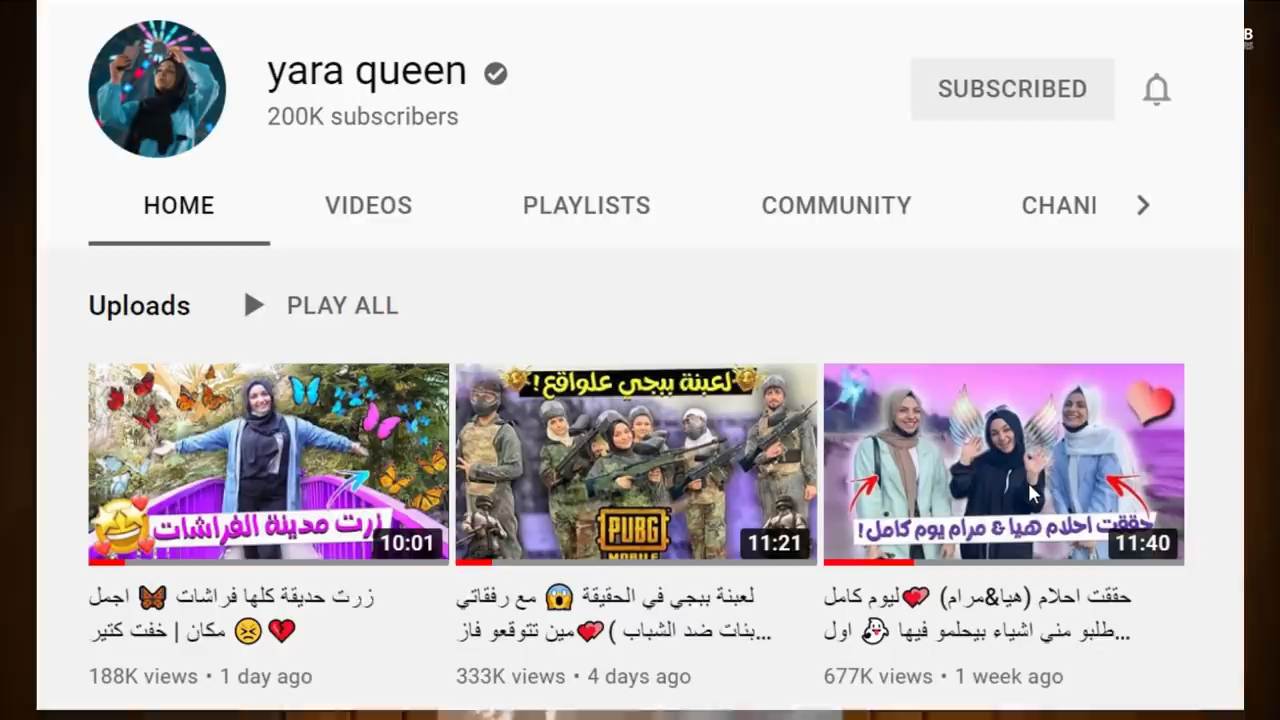 yara queen
200K subscribers
SUBSCRIBED
HOME VIDEOS PLAYLISTS COMMUNITY CHANI
Uploads PLAY ALL
زرت مدينة الفراشات
10:01
لعبنة ببجي علواقع!
PUBG
MOBILE
11:21
حققت احلام هيا & مرام يوم كامل!
11:40
زرت حديقة كلها فراشات 🦋 اجمل
مكان | خفت كتير 😣💔
188K views • 1 day ago
لعبنة ببجي في الحقيقة 😱 مع رفقاتي
بنات ضد الشباب )💞مين تتوقعو فاز...
333K views • 4 days ago
حققت احلام (هيا&مرام) 💞ليوم كامل
طلبو مني اشياء بيحلمو فيها 👻 اول...
677K views • 1 week ago